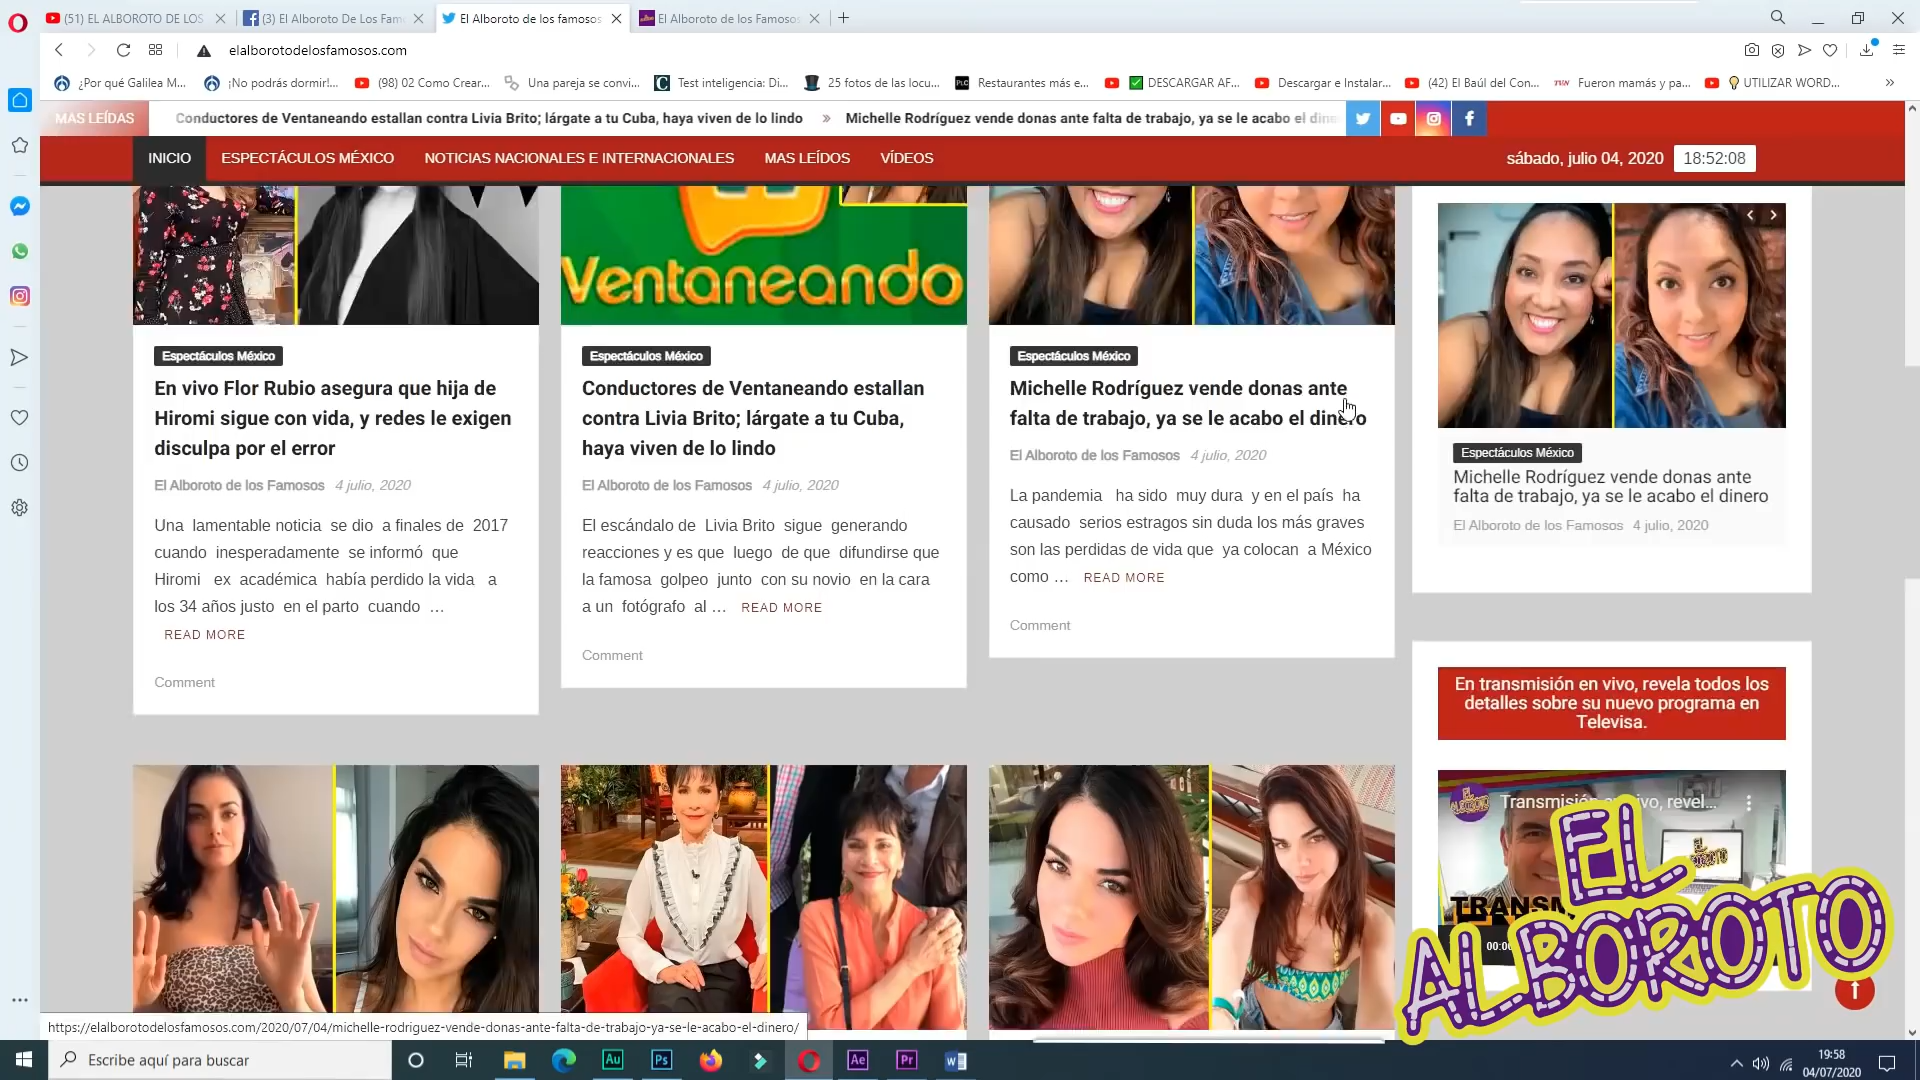 (51) EL ALBOROTO DE LOS
(3) El Alboroto De Los Fam
El Alboroto de los famosos
El Alboroto de los Famosos
elalborotodelosfamosos.com
¿Por qué Galilea M...
¡No podrás dormir!...
(98) 02 Como Crear...
Una pareja se convi...
Test inteligencia: Di...
25 fotos de las locu...
Restaurantes más e...
DESCARGAR AF...
Descargar e Instalar...
(42) El Baúl del Con...
Fueron mamás y pa...
UTILIZAR WORD...
MAS LEÍDAS
Conductores de Ventaneando estallan contra Livia Brito; lárgate a tu Cuba, haya viven de lo lindo » Michelle Rodríguez vende donas ante falta de trabajo, ya se le acabo el dine
INICIO ESPECTÁCULOS MÉXICO NOTICIAS NACIONALES E INTERNACIONALES MAS LEÍDOS VÍDEOS
sábado, julio 04, 2020 18:52:08
Ventaneando
Espectáculos México
En vivo Flor Rubio asegura que hija de
Hiromi sigue con vida, y redes le exigen
disculpa por el error
El Alboroto de los Famosos 4 julio, 2020
Una lamentable noticia se dio a finales de 2017
cuando inesperadamente se informó que
Hiromi ex académica había perdido la vida a
los 34 años justo en el parto cuando …
READ MORE
Comment
Espectáculos México
Conductores de Ventaneando estallan
contra Livia Brito; lárgate a tu Cuba,
haya viven de lo lindo
El Alboroto de los Famosos 4 julio, 2020
El escándalo de Livia Brito sigue generando
reacciones y es que luego de que difundirse que
la famosa golpeo junto con su novio en la cara
a un fotógrafo al … READ MORE
Comment
Espectáculos México
Michelle Rodríguez vende donas ante
falta de trabajo, ya se le acabo el dinero
El Alboroto de los Famosos 4 julio, 2020
La pandemia ha sido muy dura y en el país ha
causado serios estragos sin duda los más graves
son las perdidas de vida que ya colocan a México
como … READ MORE
Comment
Espectáculos México
Michelle Rodríguez vende donas ante
falta de trabajo, ya se le acabo el dinero
El Alboroto de los Famosos 4 julio, 2020
En transmisión en vivo, revela todos los
detalles sobre su nuevo programa en
Televisa.
EL
ALBOROTO
https://elalborotodelosfamosos.com/2020/07/04/michelle-rodriguez-vende-donas-ante-falta-de-trabajo-ya-se-le-acabo-el-dinero/
Escribe aquí para buscar
Au
Ps
Ae
Pr
19:58
04/07/2020